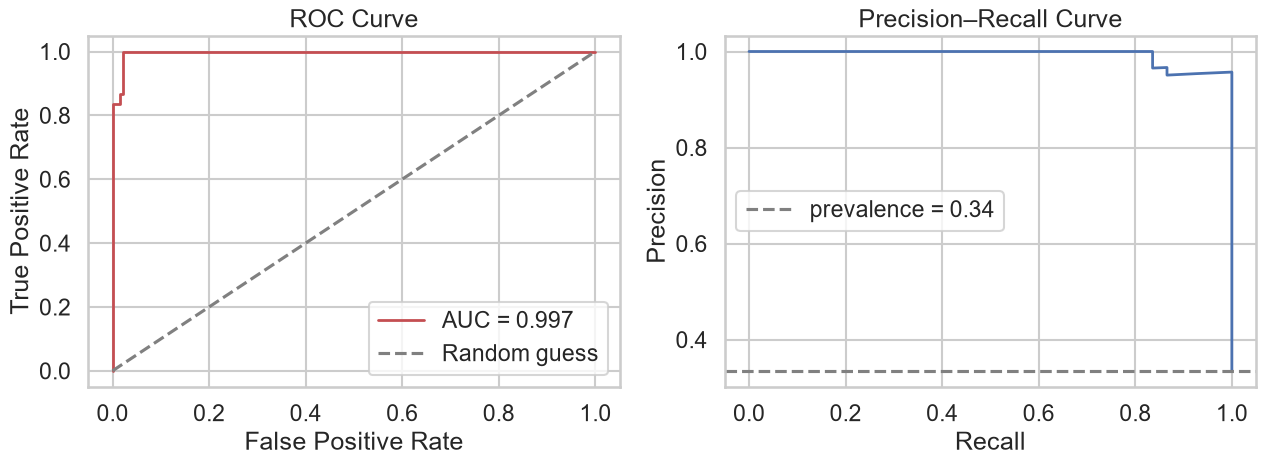 ROC Curve
1.0
0.8
0.6
0.4
0.2
0.0
True Positive Rate
AUC = 0.997
Random guess
0.0 0.2 0.4 0.6 0.8 1.0
False Positive Rate
Precision–Recall Curve
1.0
0.8
0.6
0.4
Precision
prevalence = 0.34
0.0 0.2 0.4 0.6 0.8 1.0
Recall